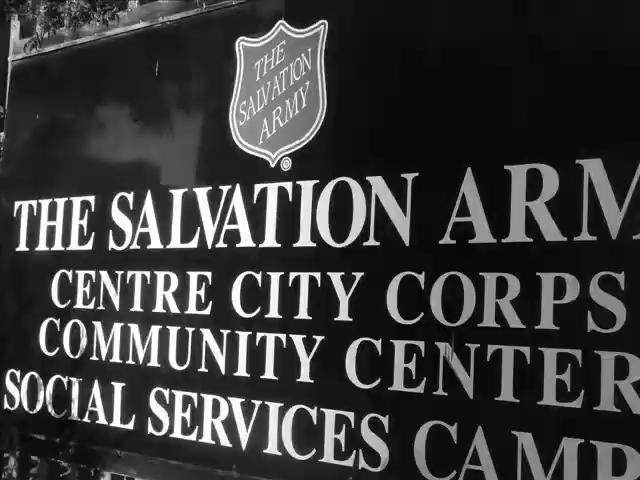 THE
SALVATION
ARMY
THE SALVATION ARM
CENTRE CITY CORPS
COMMUNITY CENTER
SOCIAL SERVICES CAMP